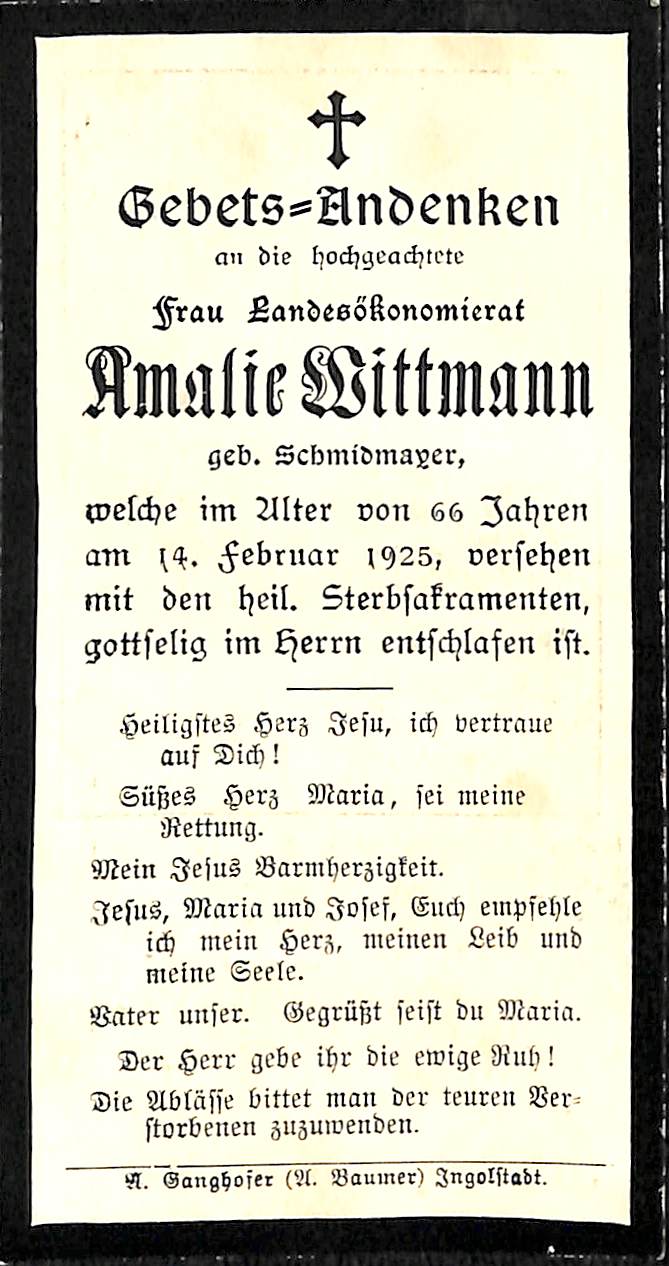 Gebets=Andenken
an die hochgeachtete
Frau Landesökonomierat
Amalie Wittmann
geb. Schmidmayer,
welche im Alter von 66 Jahren
am 14. Februar 1925, versehen
mit den heil. Sterbsakramenten,
gottselig im Herrn entschlafen ist.
Heiligstes Herz Jesu, ich vertraue
auf Dich!
Süßes Herz Maria, sei meine
Rettung.
Mein Jesus Barmherzigkeit.
Jesus, Maria und Josef, Euch empfehle
ich mein Herz, meinen Leib und
meine Seele.
Vater unser. Gegrüßt seist du Maria.
Der Herr gebe ihr die ewige Ruh!
Die Ablässe bittet man der teuren Ver=
storbenen zuzuwenden.
A. Ganghofer (A. Baumer) Ingolstadt.